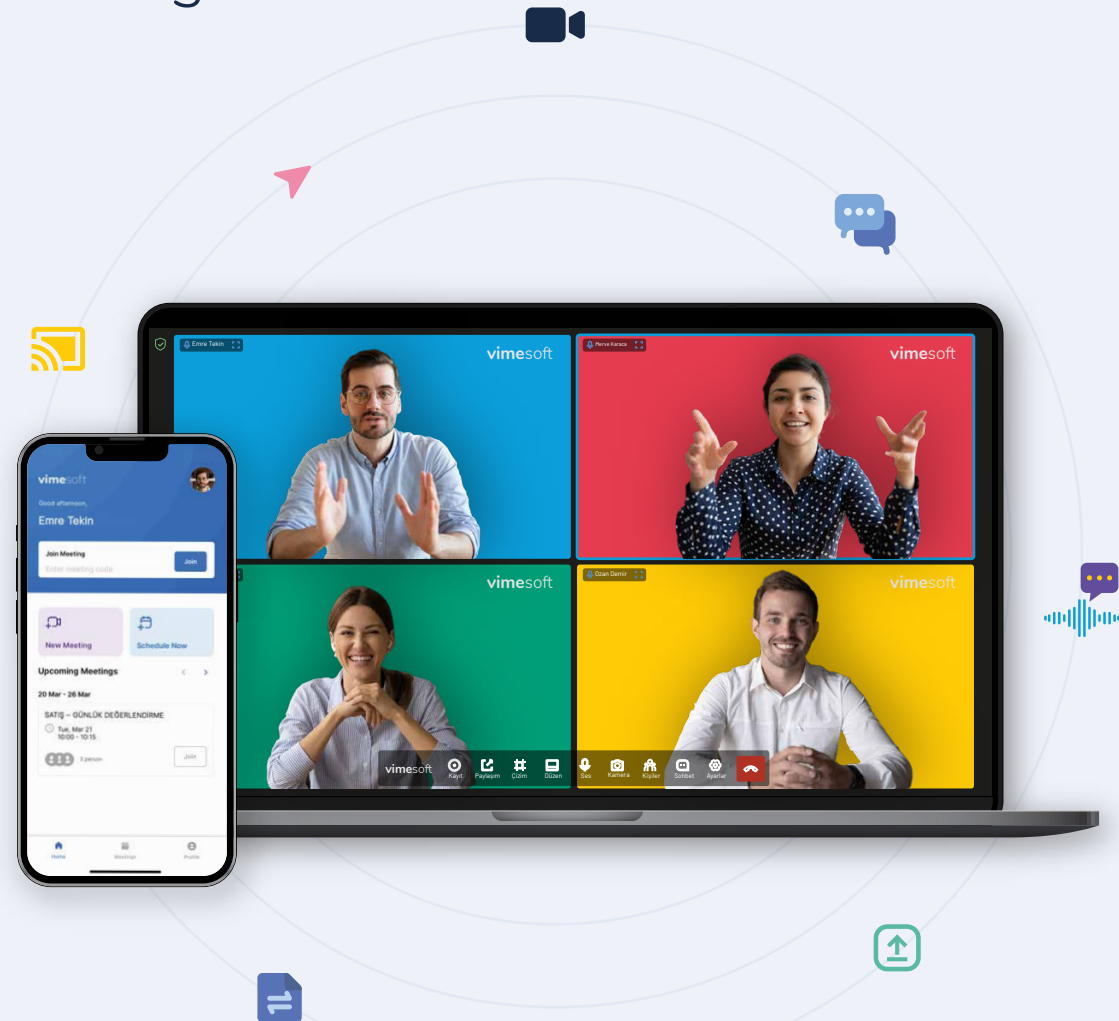 Emre Tekin
vimesoft
Merve Karaca
vimesoft
vimesoft
Ozan Demir
vimesoft
vimesoft
Kayıt
Paylaşım
Çizim
Düzen
Ses
Kamera
Kişiler
Sohbet
Ayarlar
vimesoft
Good afternoon,
Emre Tekin
Join Meeting
Enter meeting code
Join
New Meeting
Schedule Now
Upcoming Meetings
20 Mar - 26 Mar
SATIŞ – GÜNLÜK DEĞERLENDİRME
Tue, Mar 21
10:00 - 10:15
3 person
Join
Home
Meetings
Profile